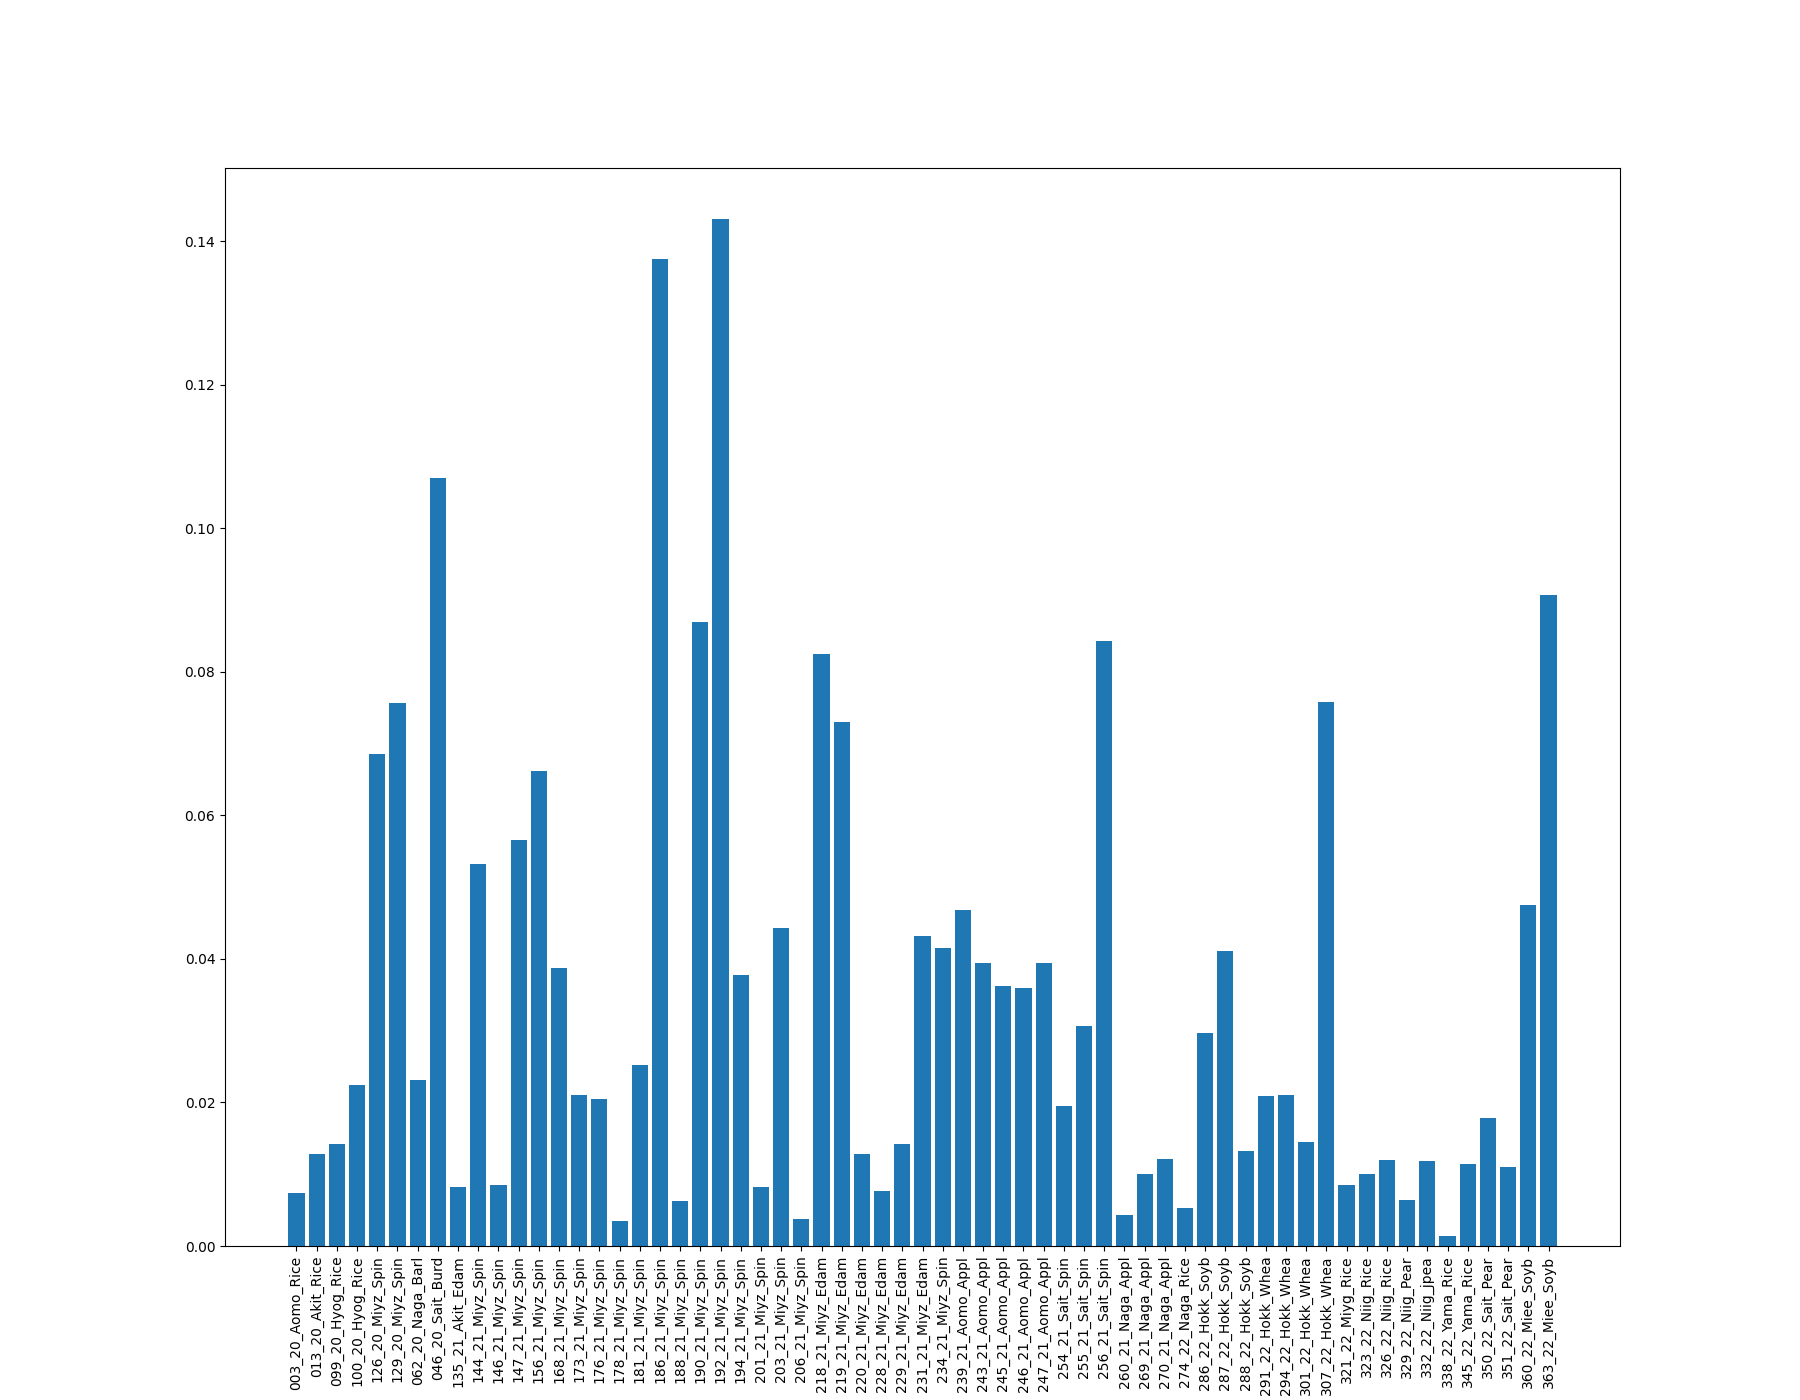 0.14
0.12
0.10
0.08
0.06
0.04
0.02
0.00
003_20_Aomo_Rice
013_20_Akit_Rice
099_20_Hyog_Rice
100_20_Hyog_Rice
126_20_Miyz_Spin
129_20_Miyz_Spin
062_20_Naga_Barl
046_20_Sait_Burd
135_21_Akit_Edam
144_21_Miyz_Spin
146_21_Miyz_Spin
147_21_Miyz_Spin
156_21_Miyz_Spin
168_21_Miyz_Spin
173_21_Miyz_Spin
176_21_Miyz_Spin
178_21_Miyz_Spin
181_21_Miyz_Spin
186_21_Miyz_Spin
188_21_Miyz_Spin
190_21_Miyz_Spin
192_21_Miyz_Spin
194_21_Miyz_Spin
201_21_Miyz_Spin
203_21_Miyz_Spin
206_21_Miyz_Spin
218_21_Miyz_Edam
219_21_Miyz_Edam
220_21_Miyz_Edam
228_21_Miyz_Edam
229_21_Miyz_Edam
231_21_Miyz_Edam
234_21_Miyz_Spin
239_21_Aomo_Appl
243_21_Aomo_Appl
245_21_Aomo_Appl
246_21_Aomo_Appl
247_21_Aomo_Appl
254_21_Sait_Spin
255_21_Sait_Spin
256_21_Sait_Spin
260_21_Naga_Appl
269_21_Naga_Appl
270_21_Naga_Appl
274_22_Naga_Rice
286_22_Hokk_Soyb
287_22_Hokk_Soyb
288_22_Hokk_Soyb
291_22_Hokk_Whea
294_22_Hokk_Whea
301_22_Hokk_Whea
307_22_Hokk_Whea
321_22_Miyg_Rice
323_22_Niig_Rice
326_22_Niig_Rice
329_22_Niig_Pear
332_22_Niig_jpea
338_22_Yama_Rice
345_22_Yama_Rice
350_22_Sait_Pear
351_22_Sait_Pear
360_22_Miee_Soyb
363_22_Miee_Soyb